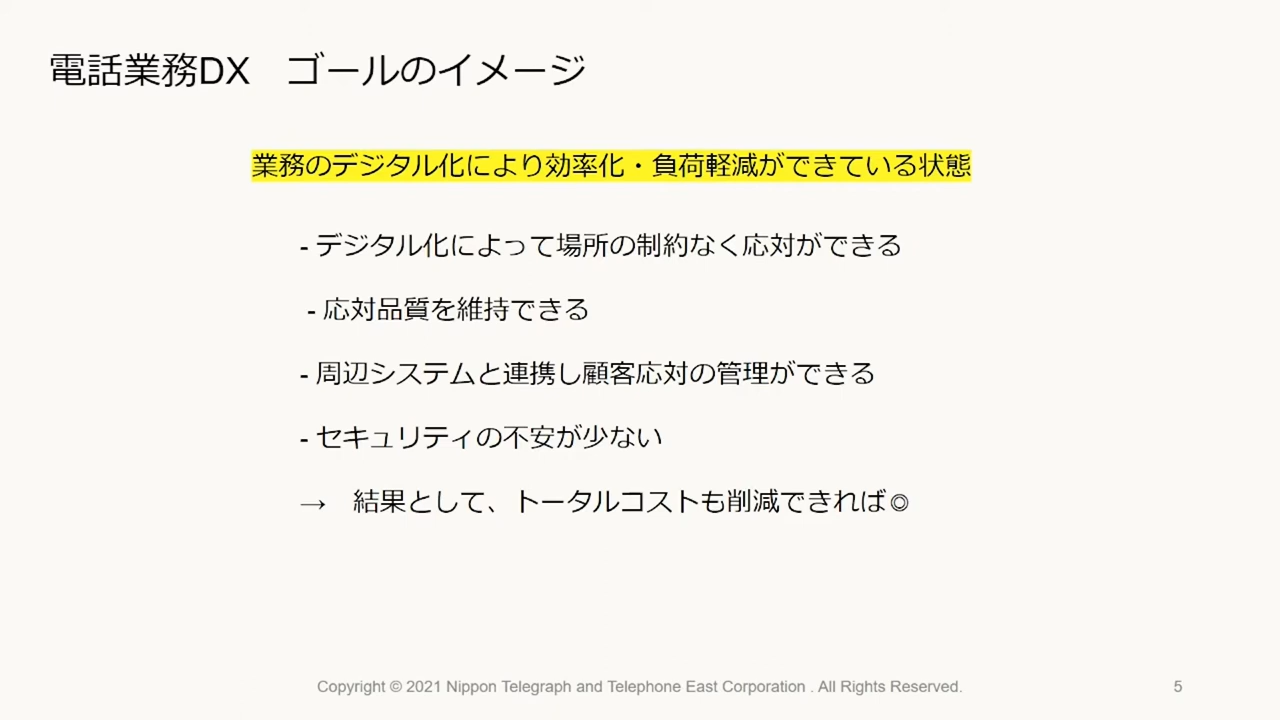 電話業務DX　ゴールのイメージ
業務のデジタル化により効率化・負荷軽減ができている状態
- デジタル化によって場所の制約なく応対ができる
- 応対品質を維持できる
- 周辺システムと連携し顧客応対の管理ができる
- セキュリティの不安が少ない
→　結果として、トータルコストも削減できれば◎
Copyright © 2021 Nippon Telegraph and Telephone East Corporation . All Rights Reserved.
5